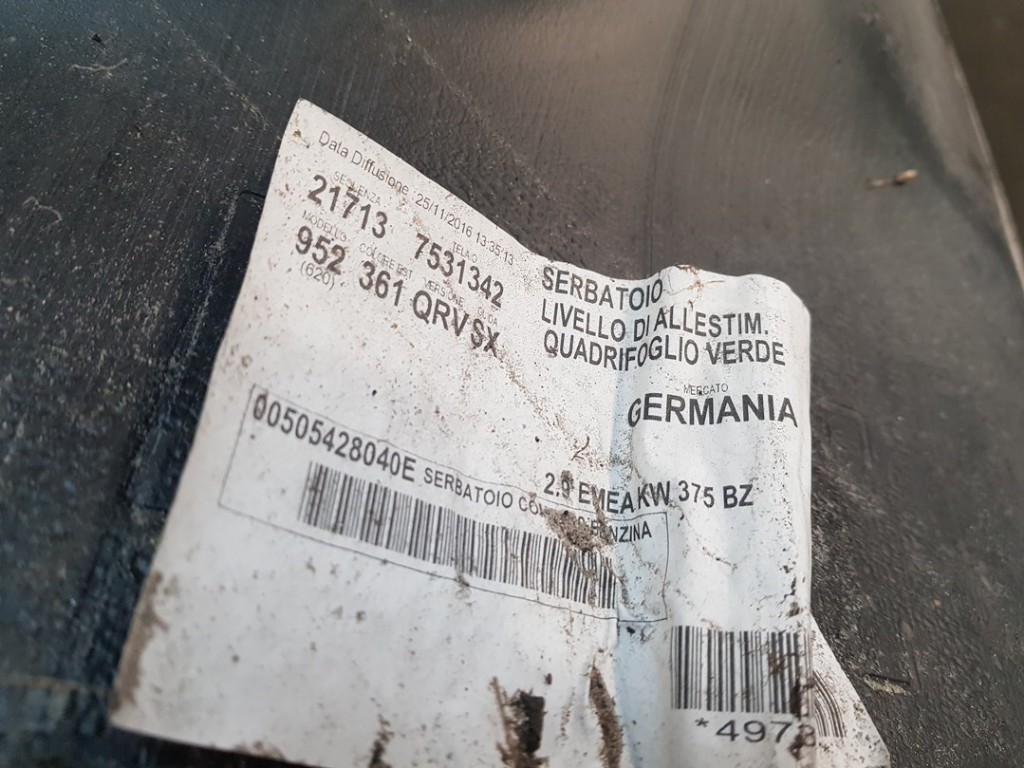 Data Diffusione 25/11/2016 13:35:13
SEQUENZA TELAIO
21713 7531342
MODELLO COLORE EST VERSIONE GUIDA
952 361 QRV SX
(620)
SERBATOIO
LIVELLO DI ALLESTIM.
QUADRIFOGLIO VERDE
MERCATO
GERMANIA
2.9 EMEA KW 375 BZ
00505428040E SERBATOIO BENZINA
*4973